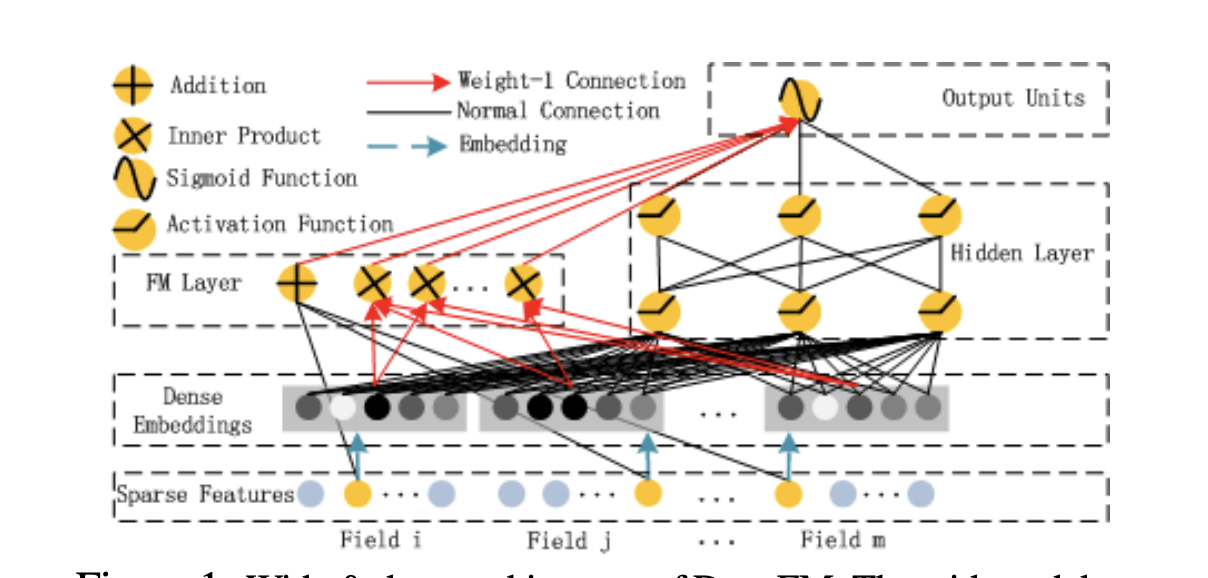 Addition
Inner Product
Sigmoid Function
Activation Function
Weight-1 Connection
Normal Connection
Embedding
Output Units
Hidden Layer
FM Layer
...
Dense
Embeddings
...
Sparse Features
... ... ... ...
Field i Field j ... Field m